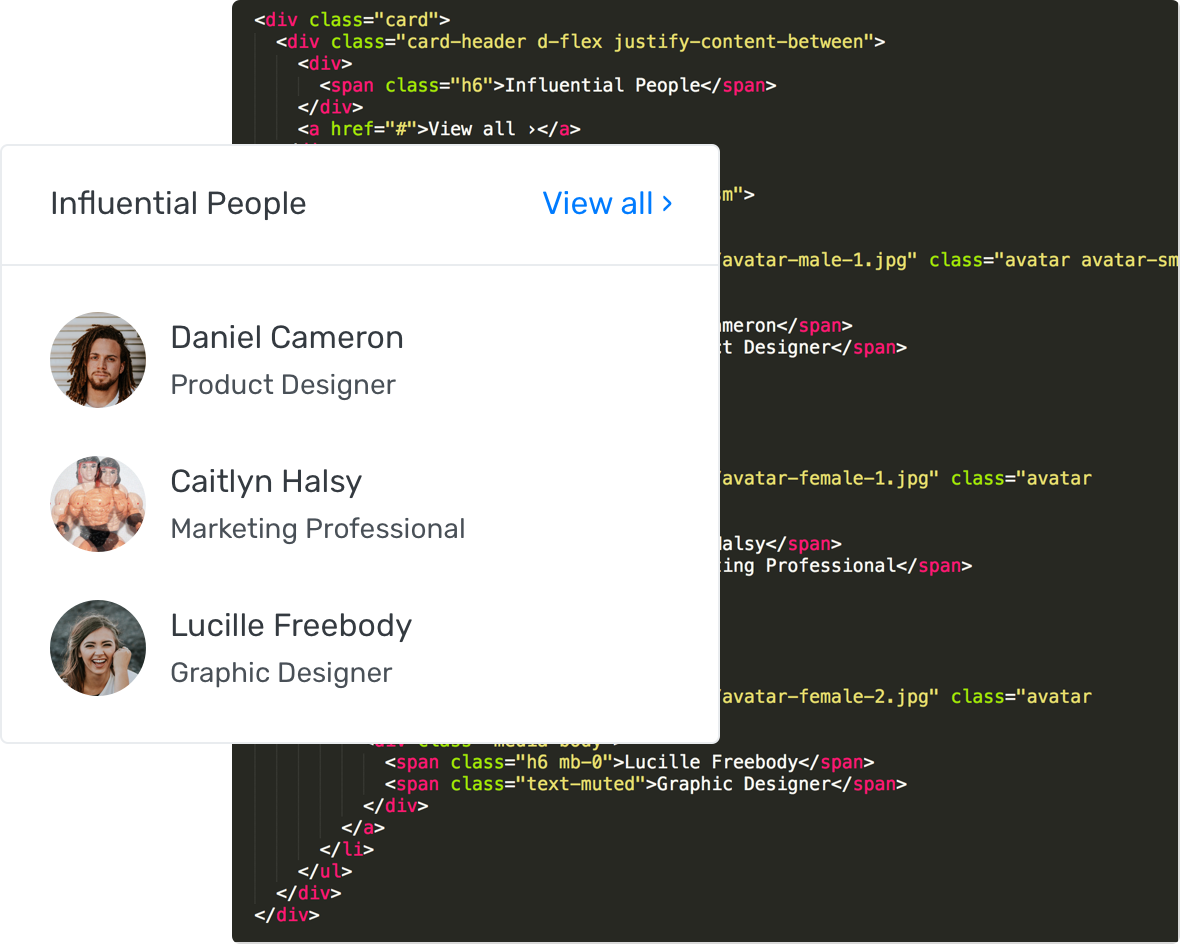 <div class="card">
<div class="card-header d-flex justify-content-between">
<div>
<span class="h6">Influential People</span>
</div>
<a href="#">View all ›</a>
Influential People
View all ›
Daniel Cameron
Product Designer
Caitlyn Halsy
Marketing Professional
Lucille Freebody
Graphic Designer
">
avatar-male-1.jpg" class="avatar avatar-sm
</span>
Designer</span>
avatar-female-1.jpg" class="avatar
</span>
Professional</span>
avatar-female-2.jpg" class="avatar
<span class="h6 mb-0">Lucille Freebody</span>
<span class="text-muted">Graphic Designer</span>
</div>
</a>
</li>
</ul>
</div>
</div>